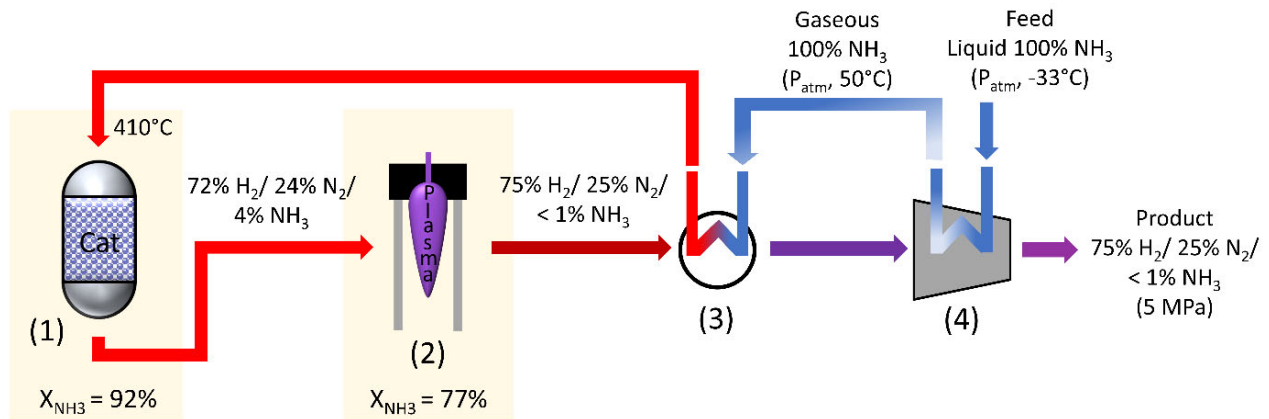 Gaseous
100% NH₃
(Pₐₜₘ, 50°C)
Feed
Liquid 100% NH₃
(Pₐₜₘ, -33°C)
410°C
Cat
(1)
X_NH3 = 92%
72% H₂/ 24% N₂/
4% NH₃
Plasma
(2)
X_NH3 = 77%
75% H₂/ 25% N₂/
< 1% NH₃
(3)
(4)
Product
75% H₂/ 25% N₂/
< 1% NH₃
(5 MPa)